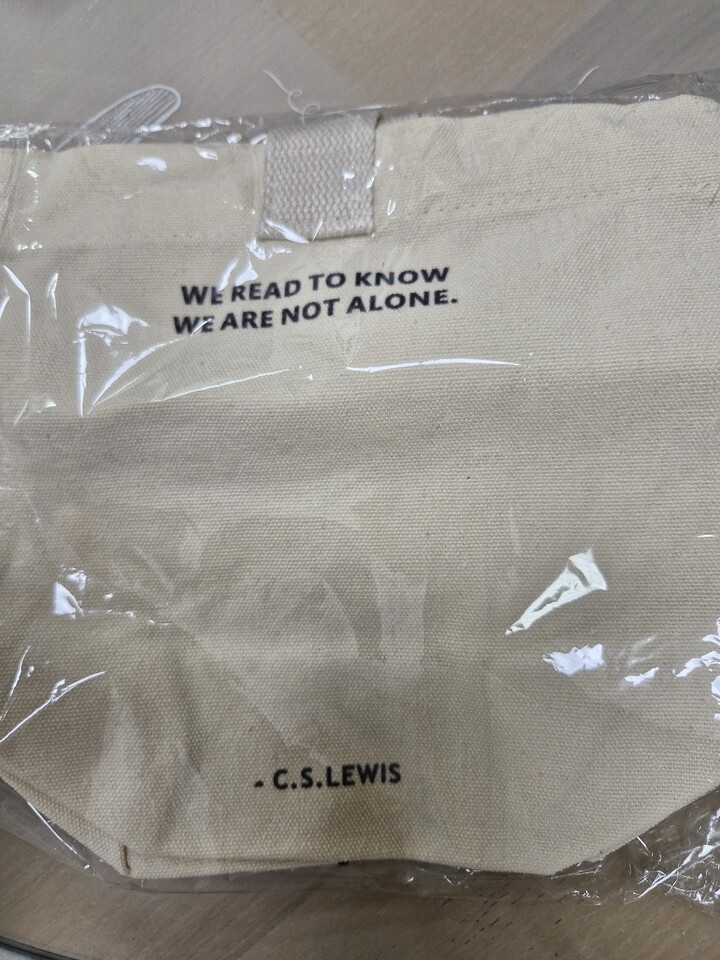 WE READ TO KNOW
WE ARE NOT ALONE.
- C.S.LEWIS